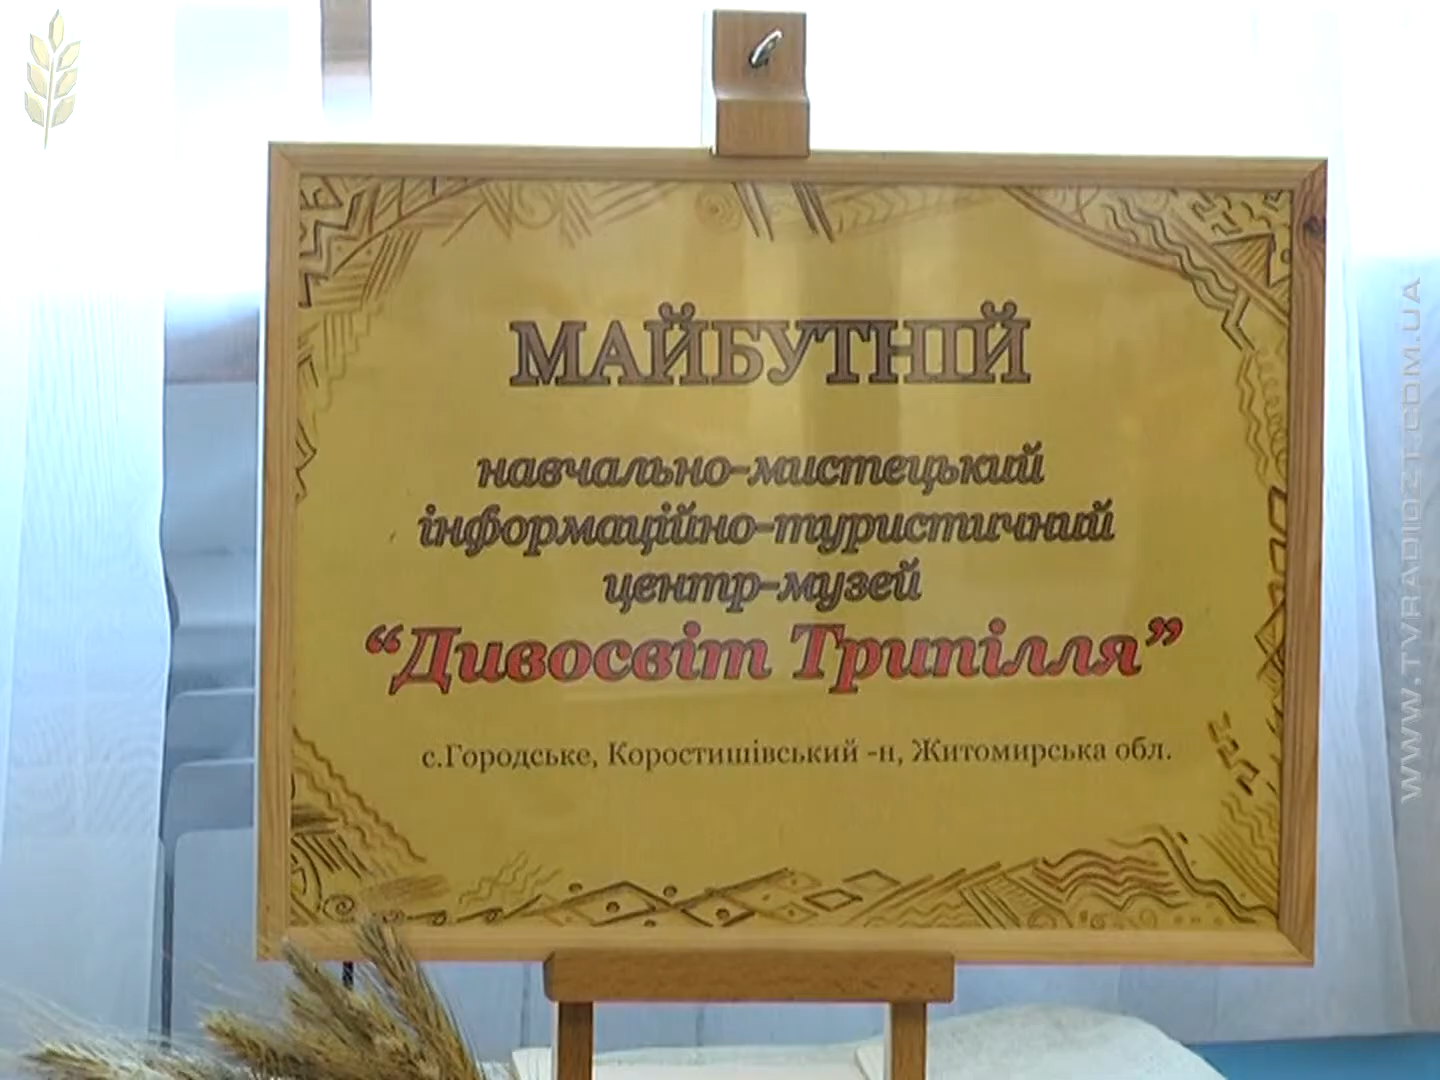 МАЙБУТНІЙ
навчально-мистецький
інформаційно-туристичний
центр-музей
“Дивосвіт Трипілля”
с.Городське, Коростишівський -н, Житомирська обл.
WWW.TVRADIOZT.COM.UA